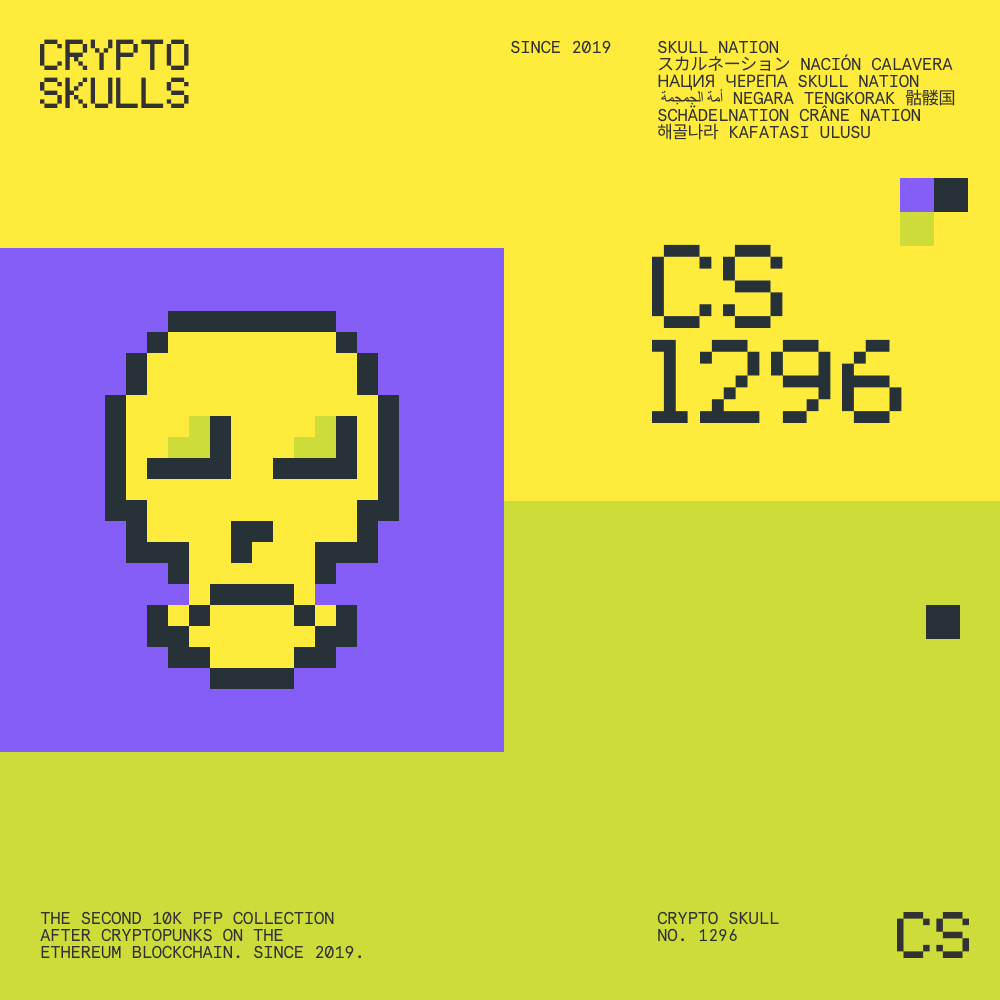 CRYPTO
SKULLS
SINCE 2019
SKULL NATION
スカルネーション NACIÓN CALAVERA
НАЦИЯ ЧЕРЕПА SKULL NATION
أمة الجمجمة NEGARA TENGKORAK 骷髅国
SCHÄDELNATION CRÂNE NATION
해골나라 KAFATASI ULUSU
CS
1296
THE SECOND 10K PFP COLLECTION
AFTER CRYPTOPUNKS ON THE
ETHEREUM BLOCKCHAIN. SINCE 2019.
CRYPTO SKULL
NO. 1296
CS